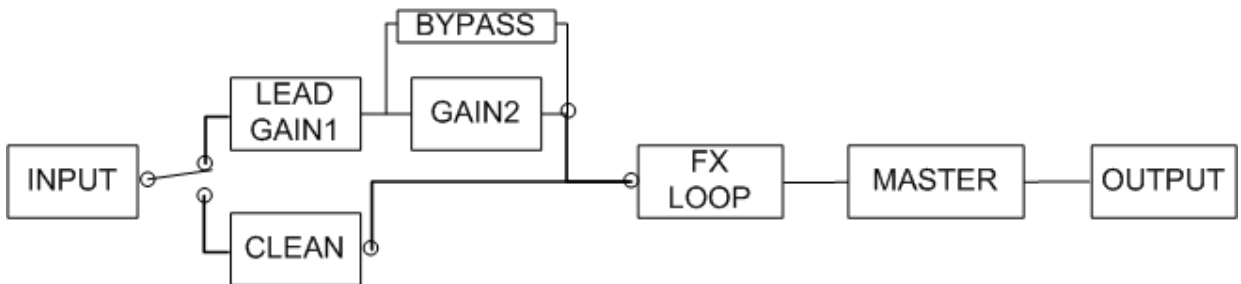 BYPASS
LEAD
GAIN1
GAIN2
INPUT
FX
LOOP
MASTER
OUTPUT
CLEAN